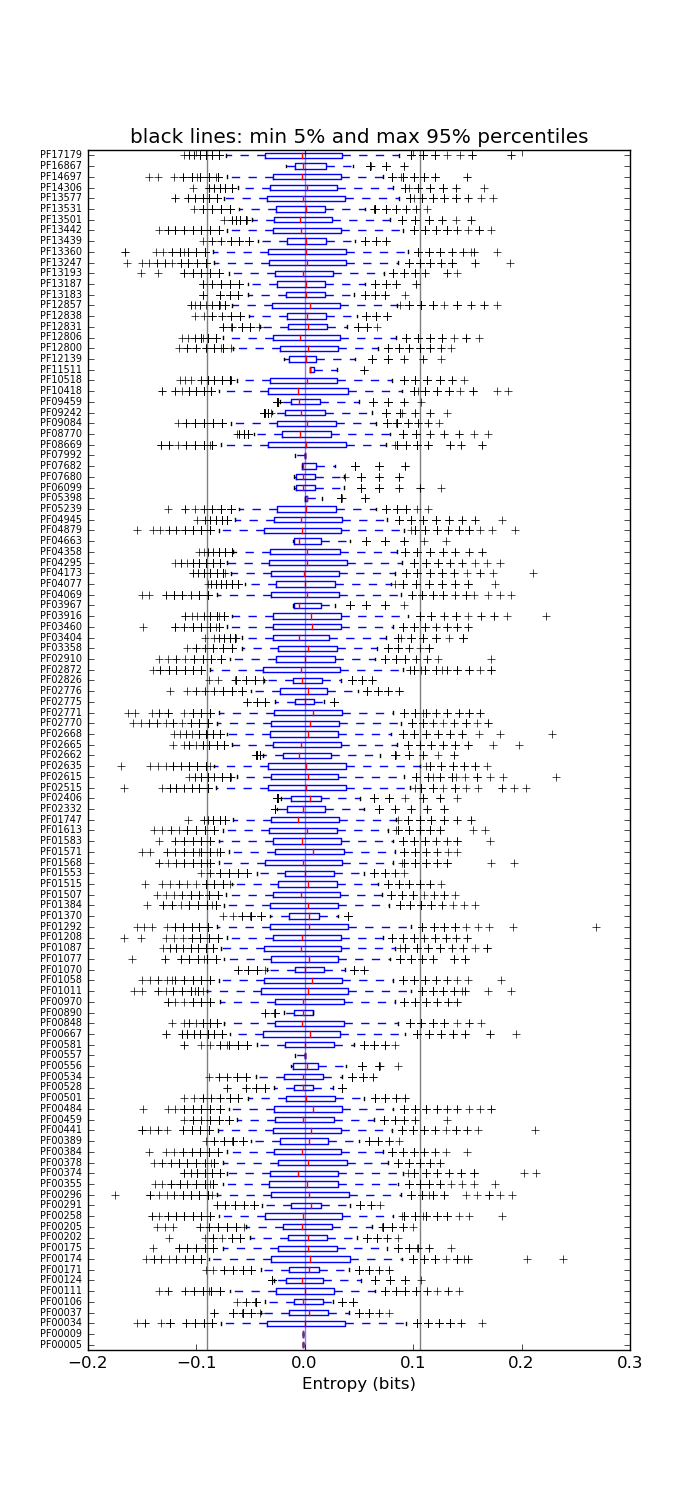 black lines: min 5% and max 95% percentiles
PF17179
PF16867
PF14697
PF14306
PF13577
PF13531
PF13501
PF13442
PF13439
PF13360
PF13247
PF13193
PF13187
PF13183
PF12857
PF12838
PF12831
PF12806
PF12800
PF12139
PF11511
PF10518
PF10418
PF09459
PF09242
PF09084
PF08770
PF08669
PF07992
PF07682
PF07680
PF06099
PF05398
PF05239
PF04945
PF04879
PF04663
PF04358
PF04295
PF04173
PF04077
PF04069
PF03967
PF03916
PF03460
PF03404
PF03358
PF02910
PF02872
PF02826
PF02776
PF02775
PF02771
PF02770
PF02668
PF02665
PF02662
PF02635
PF02615
PF02515
PF02406
PF02332
PF01747
PF01613
PF01583
PF01571
PF01568
PF01553
PF01515
PF01507
PF01384
PF01370
PF01292
PF01208
PF01087
PF01077
PF01070
PF01058
PF01011
PF00970
PF00890
PF00848
PF00667
PF00581
PF00557
PF00556
PF00534
PF00528
PF00501
PF00484
PF00459
PF00441
PF00389
PF00384
PF00378
PF00374
PF00355
PF00296
PF00291
PF00258
PF00205
PF00202
PF00175
PF00174
PF00171
PF00124
PF00111
PF00106
PF00037
PF00034
PF00009
PF00005
−0.2 −0.1 0.0 0.1 0.2 0.3
Entropy (bits)